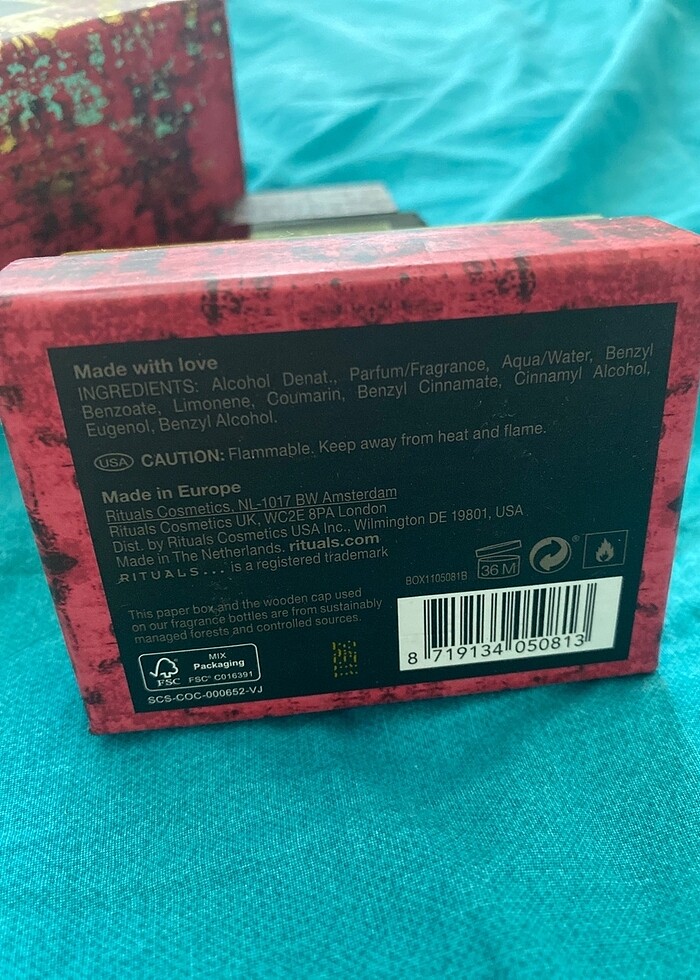 Made with love
INGREDIENTS: Alcohol Denat., Parfum/Fragrance, Aqua/Water, Benzyl
Benzoate, Limonene, Coumarin, Benzyl Cinnamate, Cinnamyl Alcohol,
Eugenol, Benzyl Alcohol.
USA CAUTION: Flammable. Keep away from heat and flame.
Made in Europe
Rituals Cosmetics, NL-1017 BW Amsterdam
Rituals Cosmetics UK, WC2E 8PA London
Dist. by Rituals Cosmetics USA Inc., Wilmington DE 19801, USA
Made in The Netherlands. rituals.com
RITUALS... is a registered trademark
BOX1105081B
36 M
®
This paper box and the wooden cap used
on our fragrance bottles are from sustainably
managed forests and controlled sources.
FSC
MIX
Packaging
FSC® C016391
SCS-COC-000652-VJ
8 719134 050813